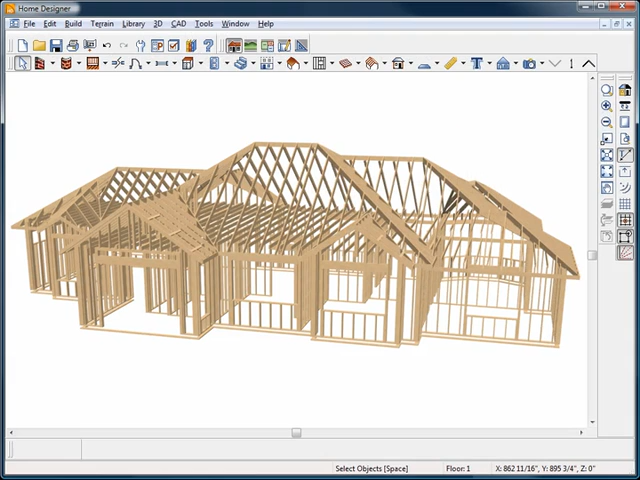 Home Designer
File Edit Build Terrain Library 3D CAD Tools Window Help
Select Objects [Space] Floor: 1 X: 862 11/16", Y: 895 3/4", Z: 0"